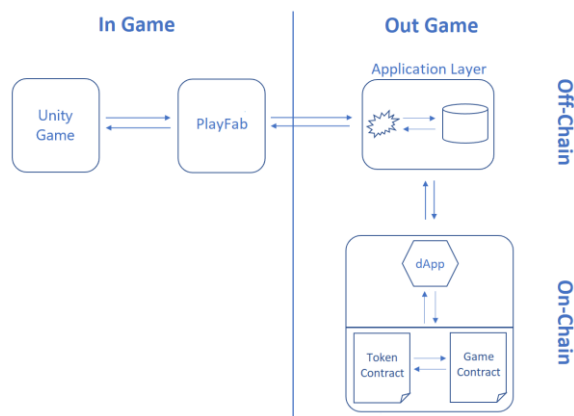 In Game
Out Game
Application Layer
Unity
Game
PlayFab
Off-Chain
dApp
On-Chain
Token
Contract
Game
Contract